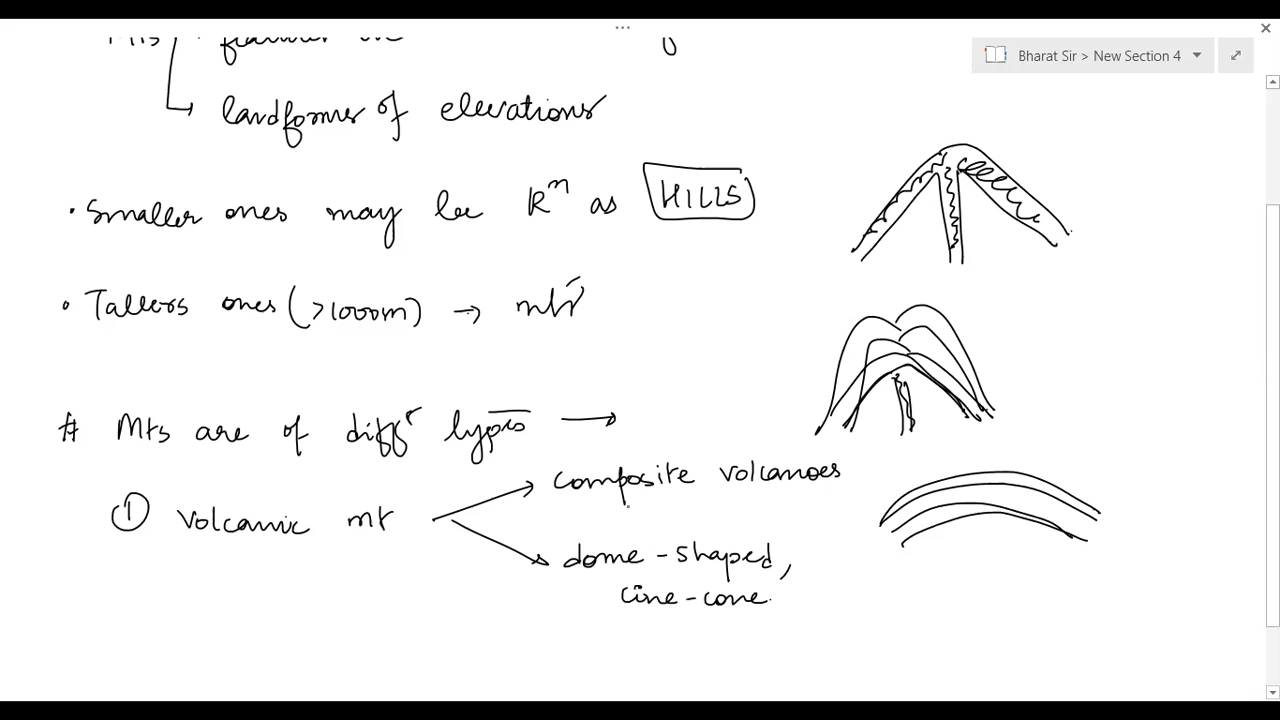 Bharat Sir > New Section 4
Mts
landforms of elevations
• Smaller ones may be Kⁿ as HILLS
• Tallers ones (>1000m) → mtⁿ
# Mts are of diffʳ types →
① volcanic mt
composite volcanoes
dome-shaped,
cine-cone.